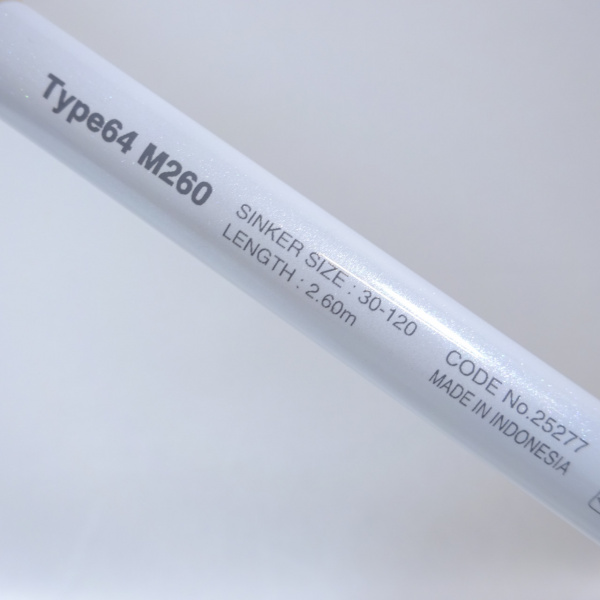 Type64 M260
SINKER SIZE : 30-120
LENGTH : 2.60m
CODE No.25277
MADE IN INDONESIA